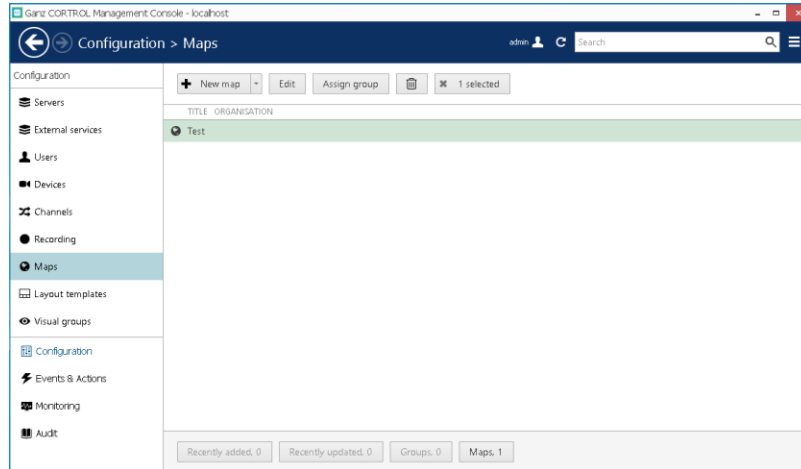 Ganz CORTROL Management Console - localhost
Configuration > Maps
admin
Search
Configuration
Servers
External services
Users
Devices
Channels
Recording
Maps
Layout templates
Visual groups
Configuration
Events & Actions
Monitoring
Audit
New map
Edit
Assign group
1 selected
TITLE ORGANISATION
Test
Recently added, 0
Recently updated, 0
Groups, 0
Maps, 1